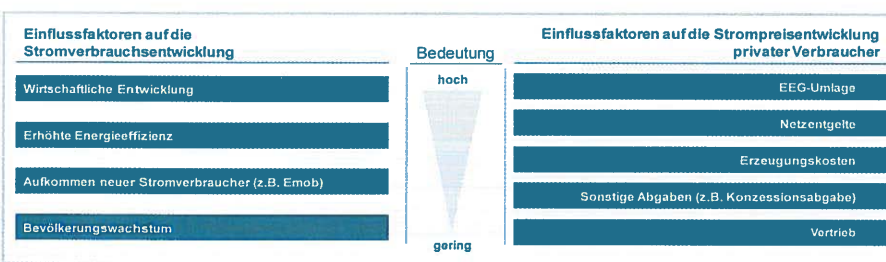 Einflussfaktoren auf die
Stromverbrauchsentwicklung
Wirtschaftliche Entwicklung
Erhöhte Energieeffizienz
Aufkommen neuer Stromverbraucher (z.B. Emob)
Bevölkerungswachstum
Bedeutung
hoch
gering
Einflussfaktoren auf die Strompreisentwicklung
privater Verbraucher
EEG-Umlage
Netzentgelte
Erzeugungskosten
Sonstige Abgaben (z.B. Konzessionsabgabe)
Vertrieb